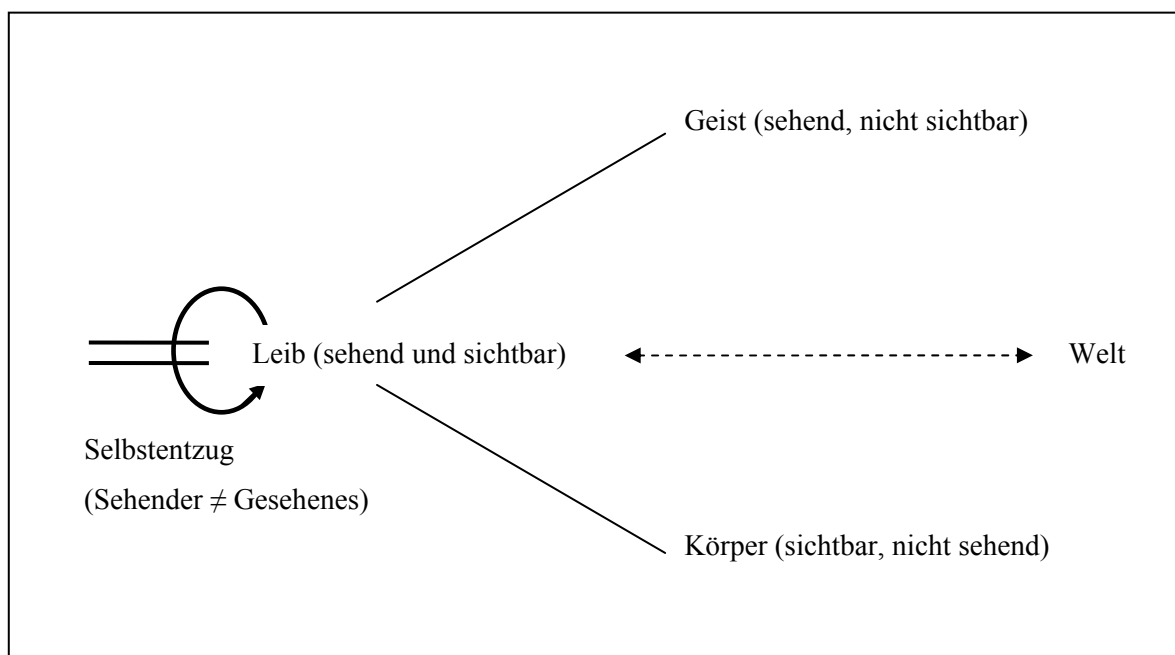 Geist (sehend, nicht sichtbar)
Leib (sehend und sichtbar)
Welt
Selbstentzug
(Sehender ≠ Gesehenes)
Körper (sichtbar, nicht sehend)